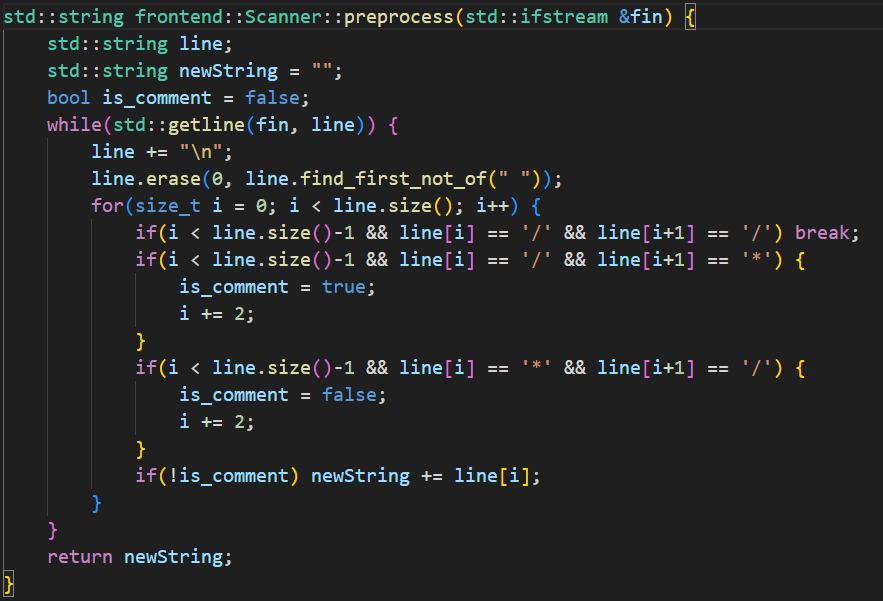 std::string frontend::Scanner::preprocess(std::ifstream &fin) {
    std::string line;
    std::string newString = "";
    bool is_comment = false;
    while(std::getline(fin, line)) {
        line += "\n";
        line.erase(0, line.find_first_not_of(" "));
        for(size_t i = 0; i < line.size(); i++) {
            if(i < line.size()-1 && line[i] == '/' && line[i+1] == '/') break;
            if(i < line.size()-1 && line[i] == '/' && line[i+1] == '*') {
                is_comment = true;
                i += 2;
            }
            if(i < line.size()-1 && line[i] == '*' && line[i+1] == '/') {
                is_comment = false;
                i += 2;
            }
            if(!is_comment) newString += line[i];
        }
    }
    return newString;
}